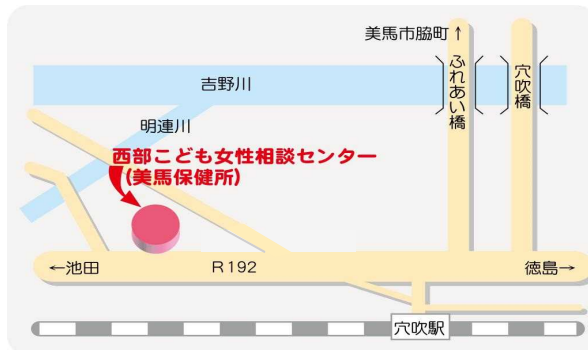 美馬市脇町↑
吉野川
ふれあい橋
穴吹橋
明連川
西部こども女性相談センター
(美馬保健所)
←池田
R192
徳島→
穴吹駅